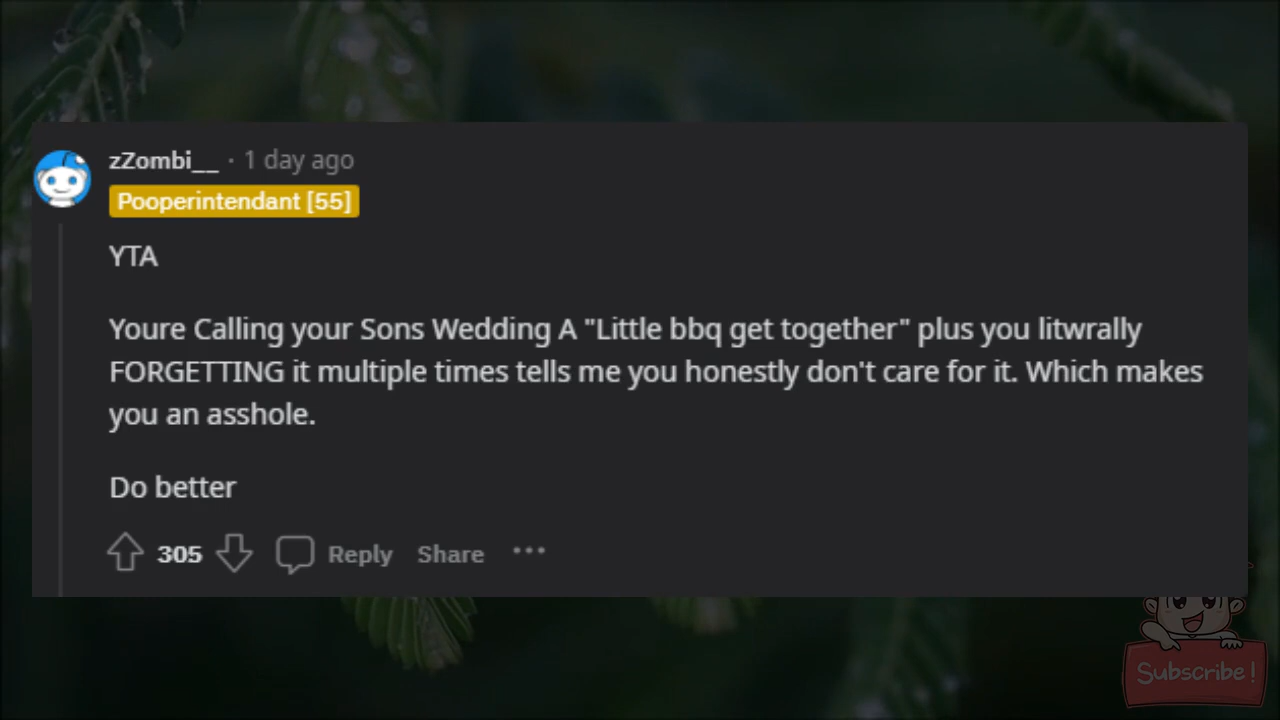 zZombi__ · 1 day ago
Pooperintendant [55]
YTA
Youre Calling your Sons Wedding A "Little bbq get together" plus you litwrally
FORGETTING it multiple times tells me you honestly don't care for it. Which makes
you an asshole.
Do better
305 Reply Share ···
Subscribe!